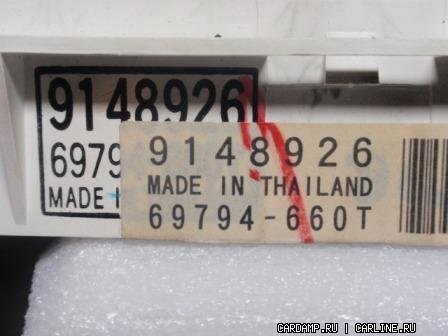 9148926
6979
MADE
9148926
MADE IN THAILAND
69794-660T
CARDAMP.RU | CARLINE.RU